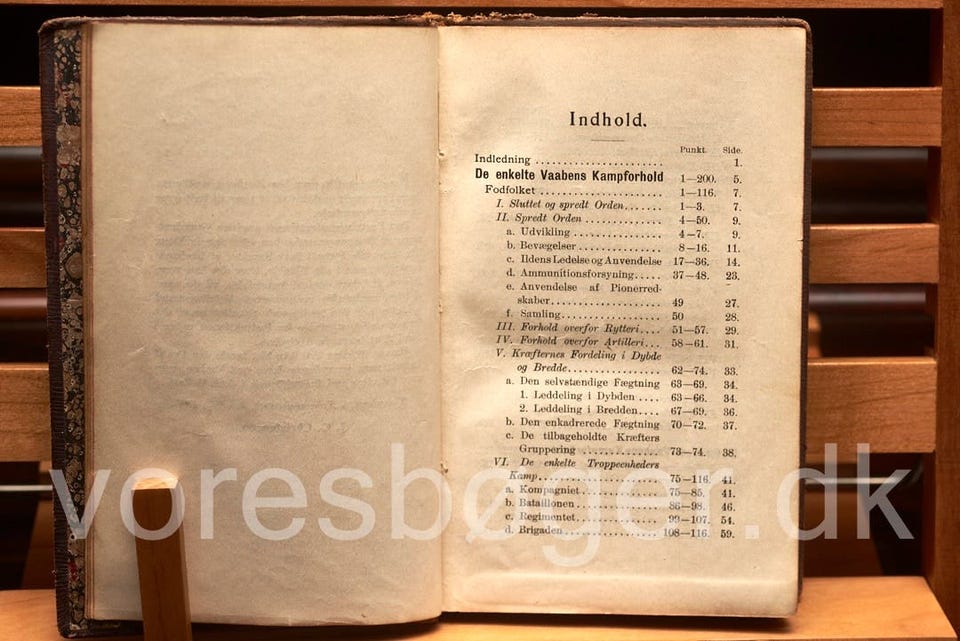 Indhold.
Punkt. Side.
Indledning ...................... 1.
De enkelte Vaabens Kampforhold 1—200. 5.
Fodfolket ...................... 1—116. 7.
I. Sluttet og spredt Orden....... 1—3. 7.
II. Spredt Orden .............. 4—50. 9.
a. Udvikling ................ 4—7. 9.
b. Bevægelser............... 8—16. 11.
c. Ildens Ledelse og Anvendelse 17—36. 14.
d. Ammunitionsforsyning..... 37—48. 23.
e. Anvendelse af Pionerred-
skaber.................... 49 27.
f. Samling.................. 50 28.
III. Forhold overfor Rytteri.... 51—57. 29.
IV. Forhold overfor Artilleri... 58—61. 31.
V. Kræfternes Fordeling i Dybde
og Bredde................. 62—74. 33.
a. Den selvstændige Fægtning 63—69. 34.
1. Leddeling i Dybden .... 63—66. 34.
2. Leddeling i Bredden.... 67—69. 36.
b. Den enkadrerede Fægtning 70—72. 37.
c. De tilbageholdte Kræfters
Gruppering .............. 73—74. 38.
VI. De enkelte Troppeenheders
Kamp...................... 75—116. 41.
a. Kompagniet.............. 75—85. 41.
b. Bataillonen............... 86—98. 46.
c. Regimentet............... 99—107. 54.
d. Brigaden................. 108—116. 59.
voresbøger.dk